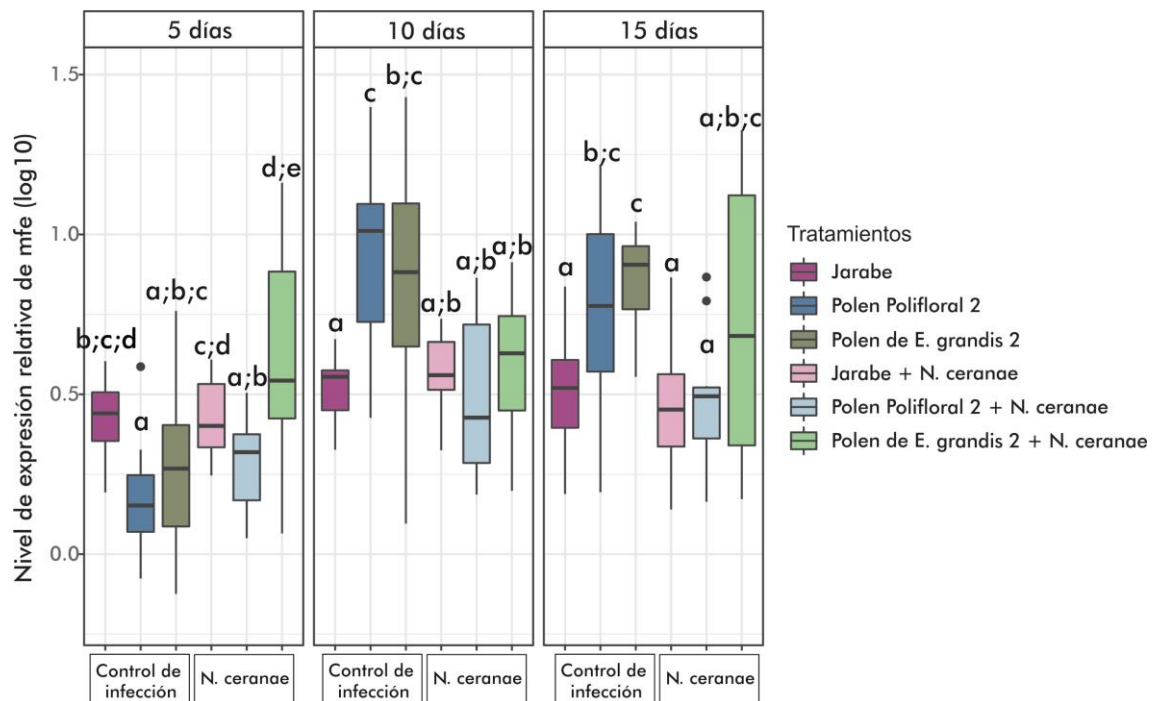 5 días
10 días
15 días
Nivel de expresión relativa de mfe (log10)
1.5
1.0
0.5
0.0
b;c;d
a
a;b;c
c;d
a;b
d;e
a
c
b;c
a;b
a;b
a;b
a
b;c
c
a
a
a;b;c
Control de
infección
N. ceranae
Control de
infección
N. ceranae
Control de
infección
N. ceranae
Tratamientos
Jarabe
Polen Polifloral 2
Polen de E. grandis 2
Jarabe + N. ceranae
Polen Polifloral 2 + N. ceranae
Polen de E. grandis 2 + N. ceranae